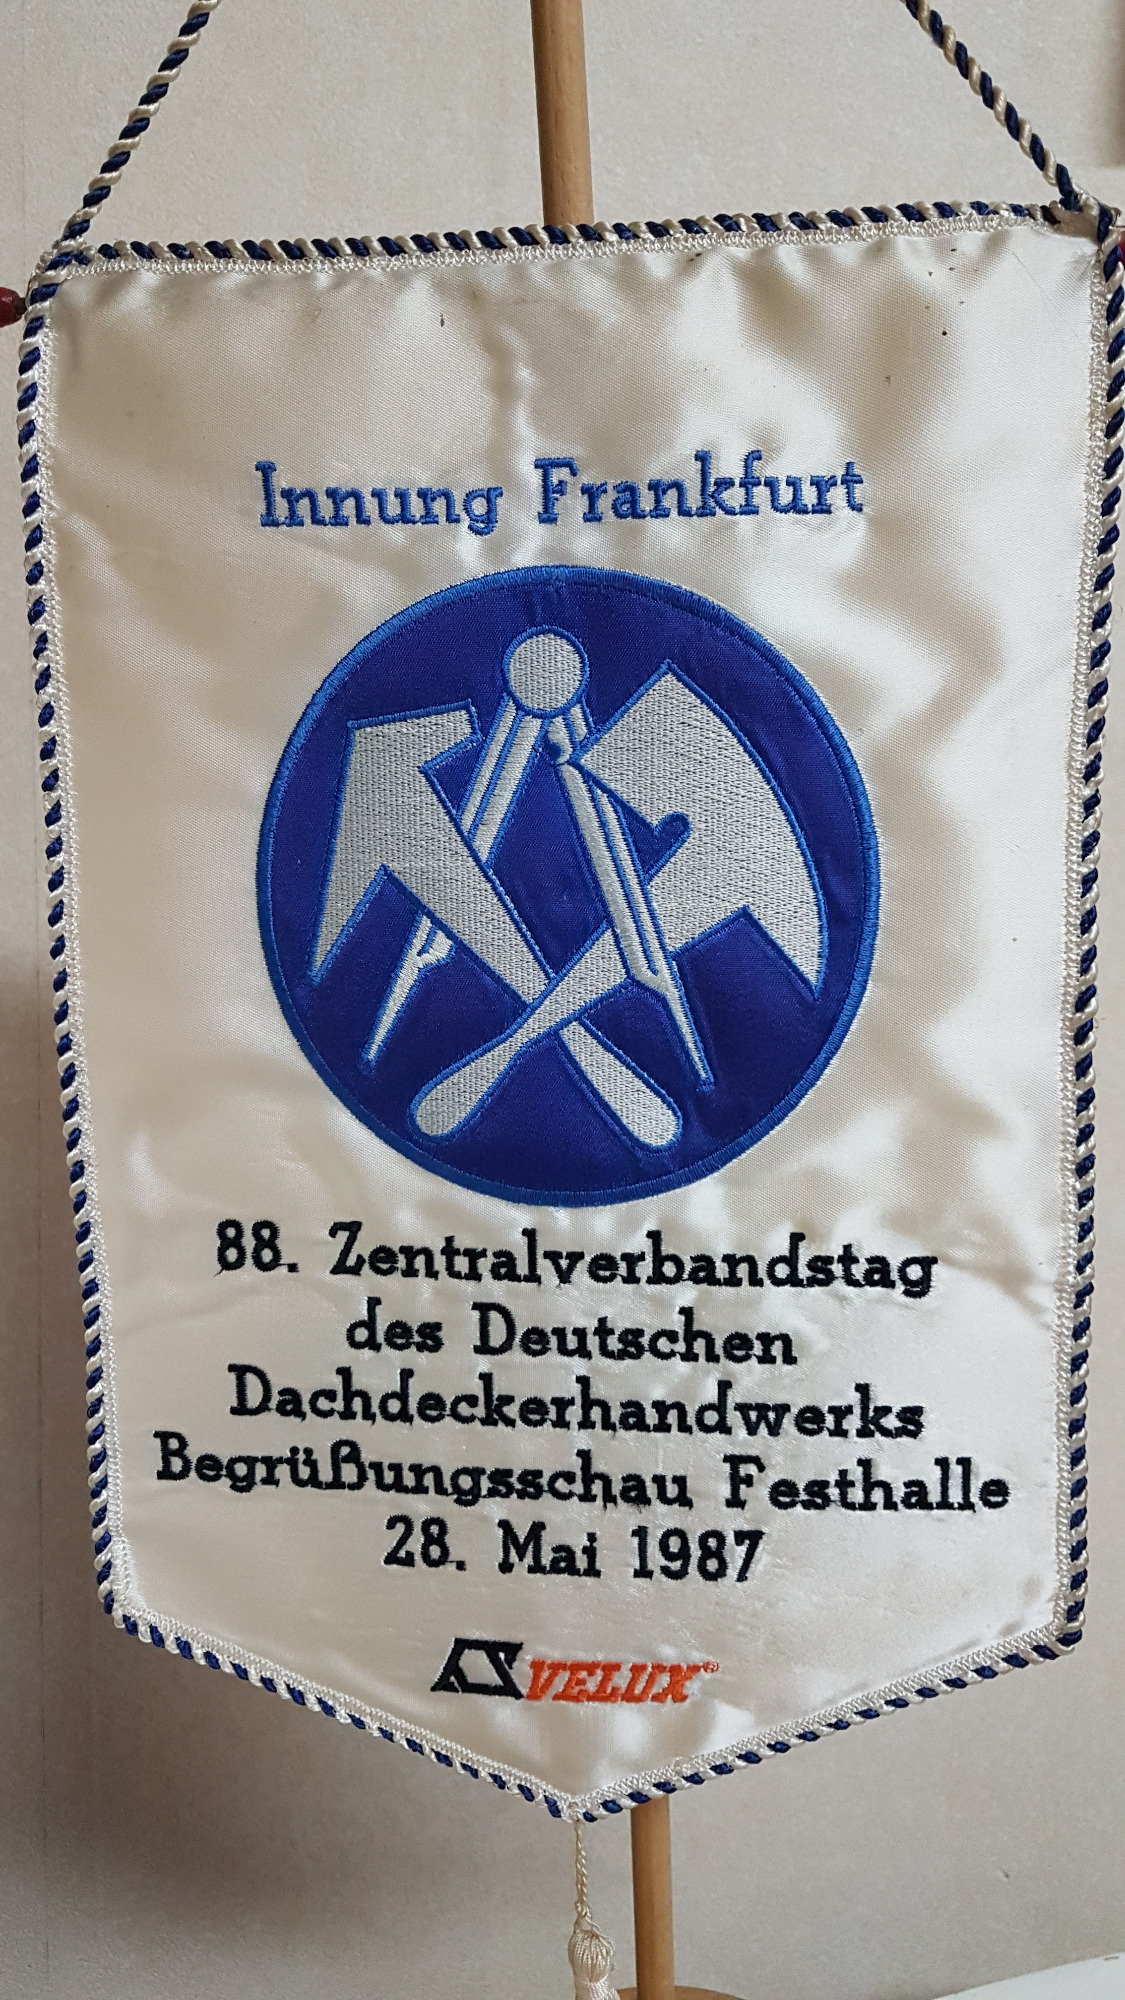 Innung Frankfurt
88. Zentralverbandstag
des Deutschen
Dachdeckerhandwerks
Begrüßungsschau Festhalle
28. Mai 1987
VELUX®